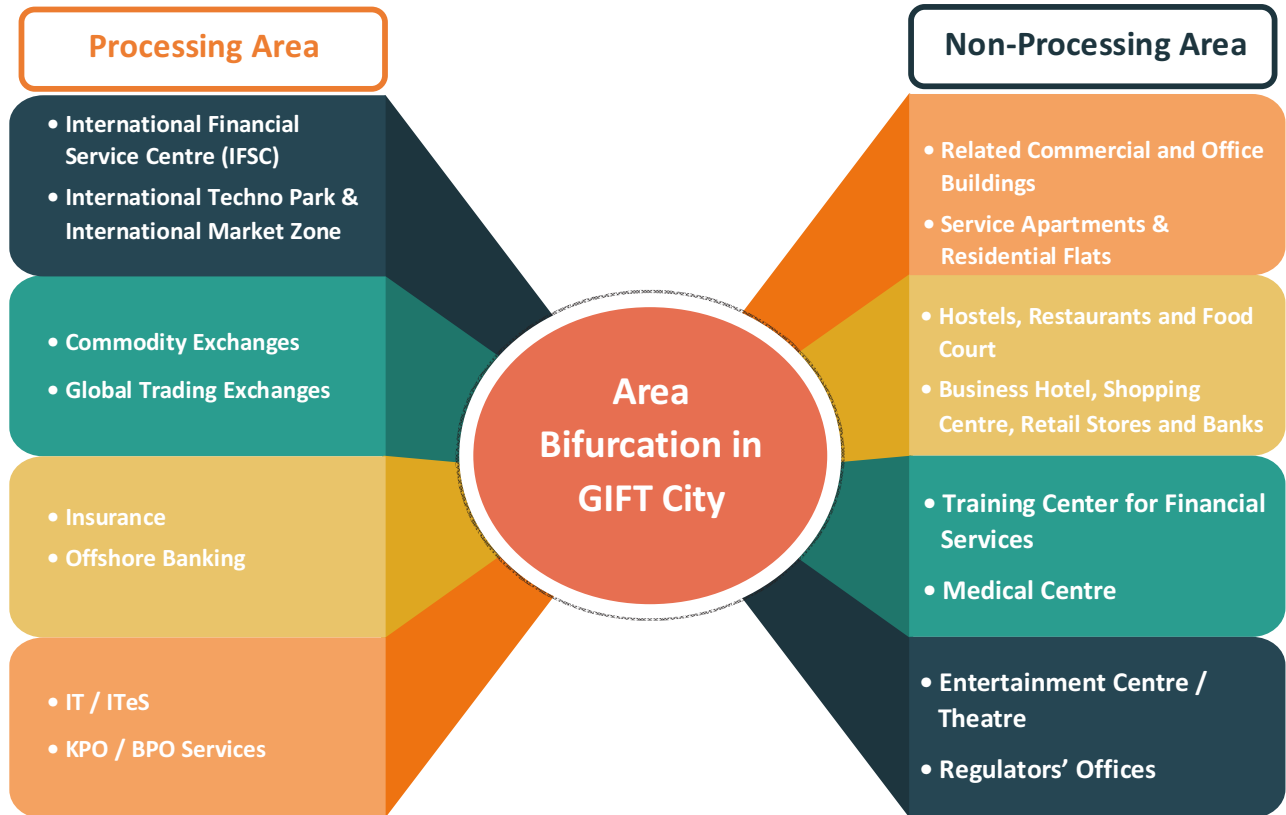 Processing Area
• International Financial
Service Centre (IFSC)
• International Techno Park &
International Market Zone
• Commodity Exchanges
• Global Trading Exchanges
• Insurance
• Offshore Banking
• IT / ITeS
• KPO / BPO Services
Area
Bifurcation in
GIFT City
Non-Processing Area
• Related Commercial and Office
Buildings
• Service Apartments &
Residential Flats
• Hostels, Restaurants and Food
Court
• Business Hotel, Shopping
Centre, Retail Stores and Banks
• Training Center for Financial
Services
• Medical Centre
• Entertainment Centre /
Theatre
• Regulators’ Offices